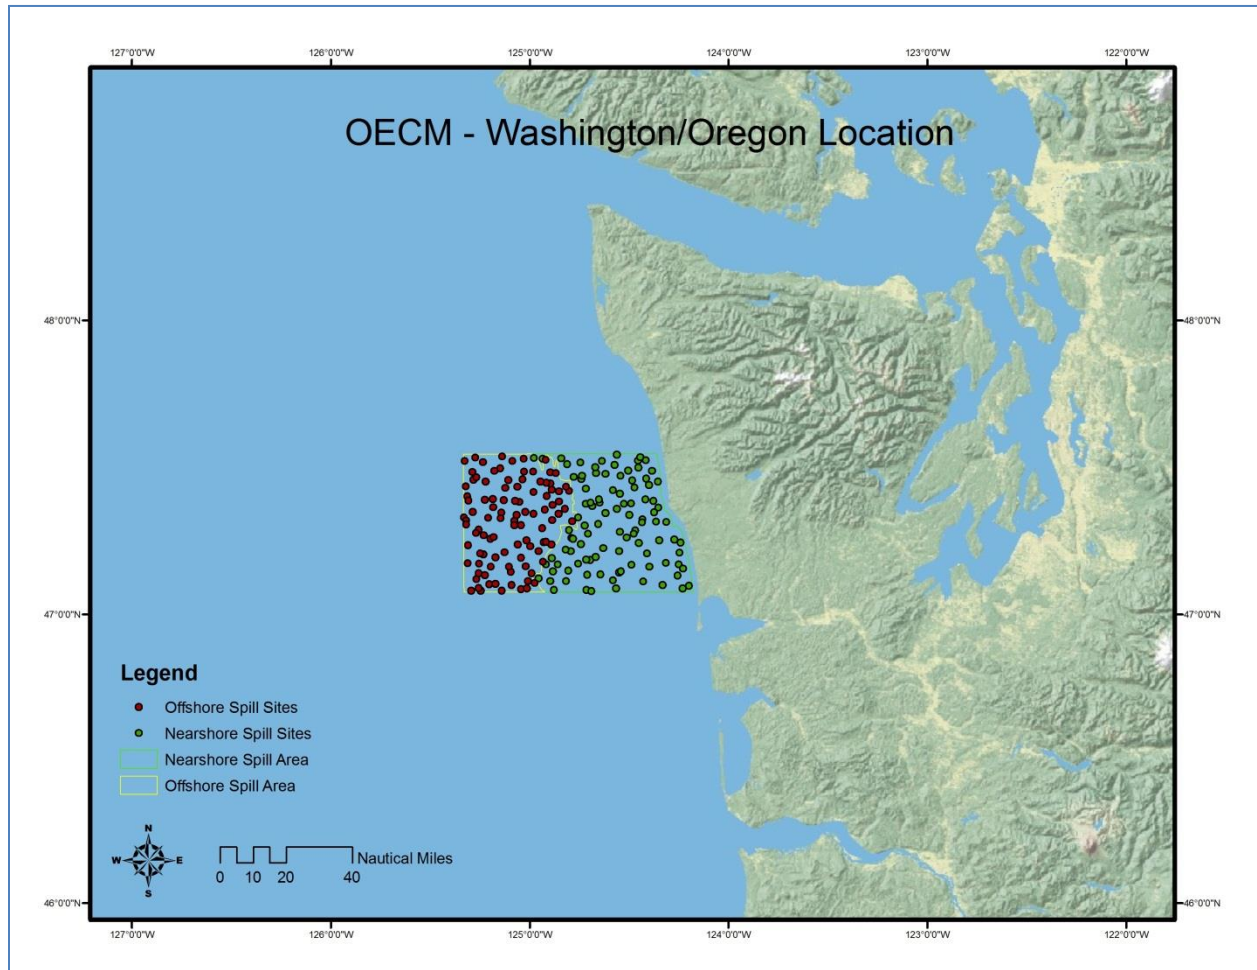 127°0'0"W 126°0'0"W 125°0'0"W 124°0'0"W 123°0'0"W 122°0'0"W
OECM - Washington/Oregon Location
48°0'0"N 48°0'0"N
47°0'0"N 47°0'0"N
Legend
Offshore Spill Sites
Nearshore Spill Sites
Nearshore Spill Area
Offshore Spill Area
N
W E
S
Nautical Miles
0 10 20 40
46°0'0"N 46°0'0"N
127°0'0"W 126°0'0"W 125°0'0"W 124°0'0"W 123°0'0"W 122°0'0"W